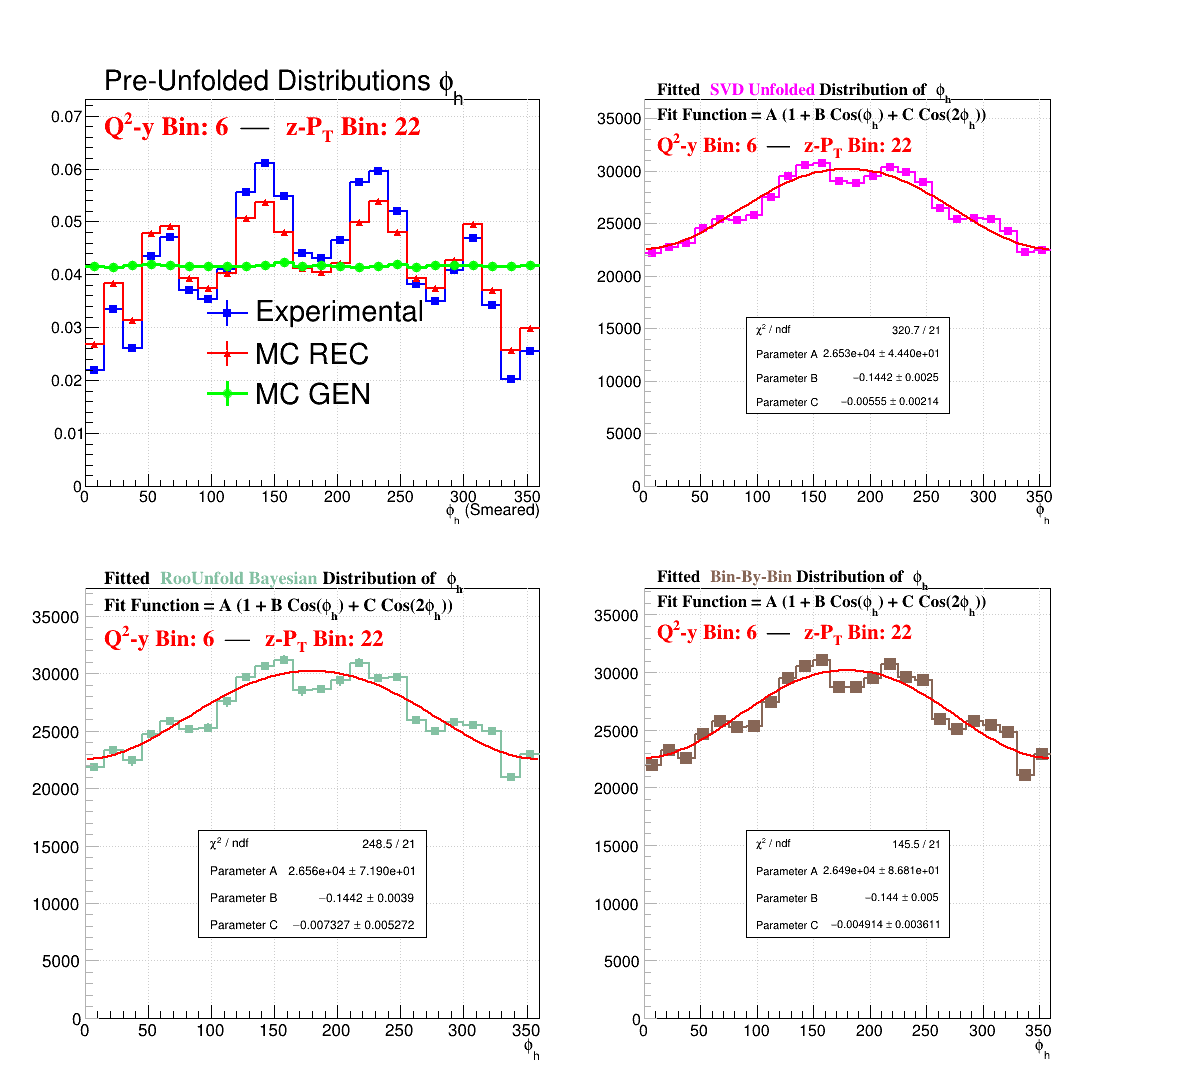 Pre-Unfolded Distributions ϕh
Q²-y Bin: 6 — z-PT Bin: 22
0.07
0.06
0.05
0.04
0.03
0.02
0.01
0
Experimental
MC REC
MC GEN
0 50 100 150 200 250 300 350
ϕh (Smeared)
Fitted SVD Unfolded Distribution of ϕh
Fit Function = A (1 + B Cos(ϕh) + C Cos(2ϕh))
Q²-y Bin: 6 — z-PT Bin: 22
35000
30000
25000
20000
15000
10000
5000
0
χ² / ndf 320.7 / 21
Parameter A 2.653e+04 ± 4.440e+01
Parameter B −0.1442 ± 0.0025
Parameter C −0.00555 ± 0.00214
0 50 100 150 200 250 300 350
ϕh
Fitted RooUnfold Bayesian Distribution of ϕh
Fit Function = A (1 + B Cos(ϕh) + C Cos(2ϕh))
Q²-y Bin: 6 — z-PT Bin: 22
35000
30000
25000
20000
15000
10000
5000
0
χ² / ndf 248.5 / 21
Parameter A 2.656e+04 ± 7.190e+01
Parameter B −0.1442 ± 0.0039
Parameter C −0.007327 ± 0.005272
0 50 100 150 200 250 300 350
ϕh
Fitted Bin-By-Bin Distribution of ϕh
Fit Function = A (1 + B Cos(ϕh) + C Cos(2ϕh))
Q²-y Bin: 6 — z-PT Bin: 22
35000
30000
25000
20000
15000
10000
5000
0
χ² / ndf 145.5 / 21
Parameter A 2.649e+04 ± 8.681e+01
Parameter B −0.144 ± 0.005
Parameter C −0.004914 ± 0.003611
0 50 100 150 200 250 300 350
ϕh